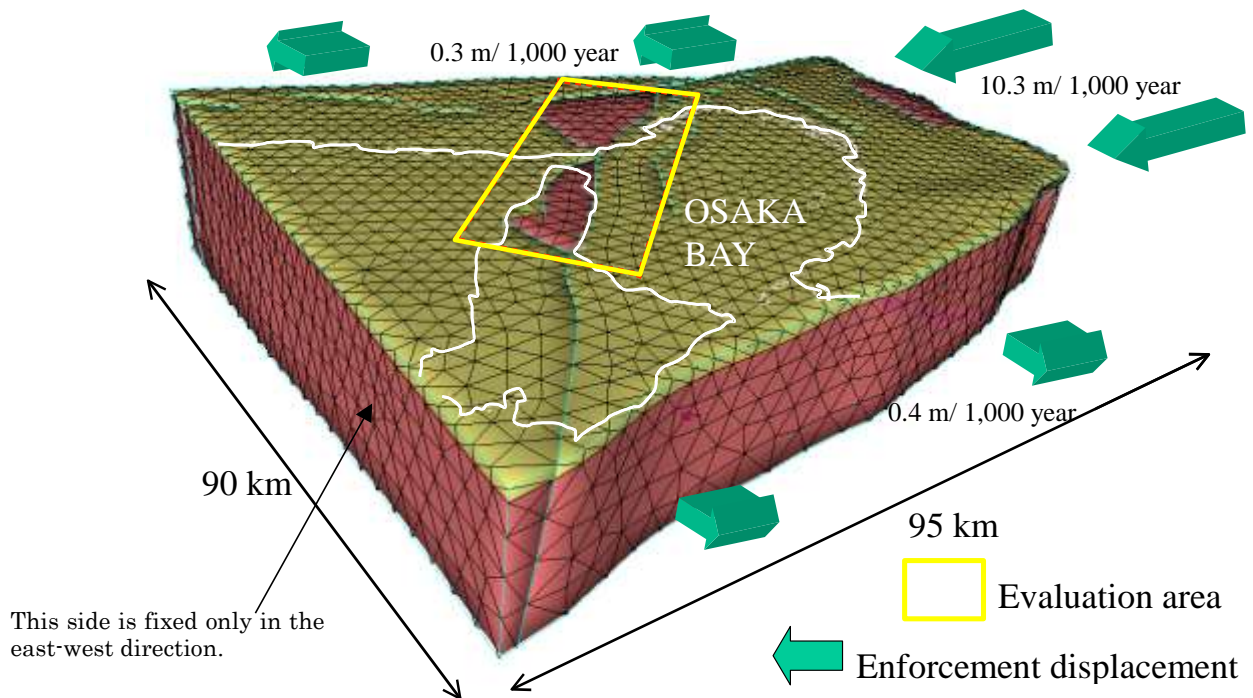 0.3 m/ 1,000 year
10.3 m/ 1,000 year
OSAKA
BAY
0.4 m/ 1,000 year
90 km
95 km
This side is fixed only in the
east-west direction.
Evaluation area
Enforcement displacement